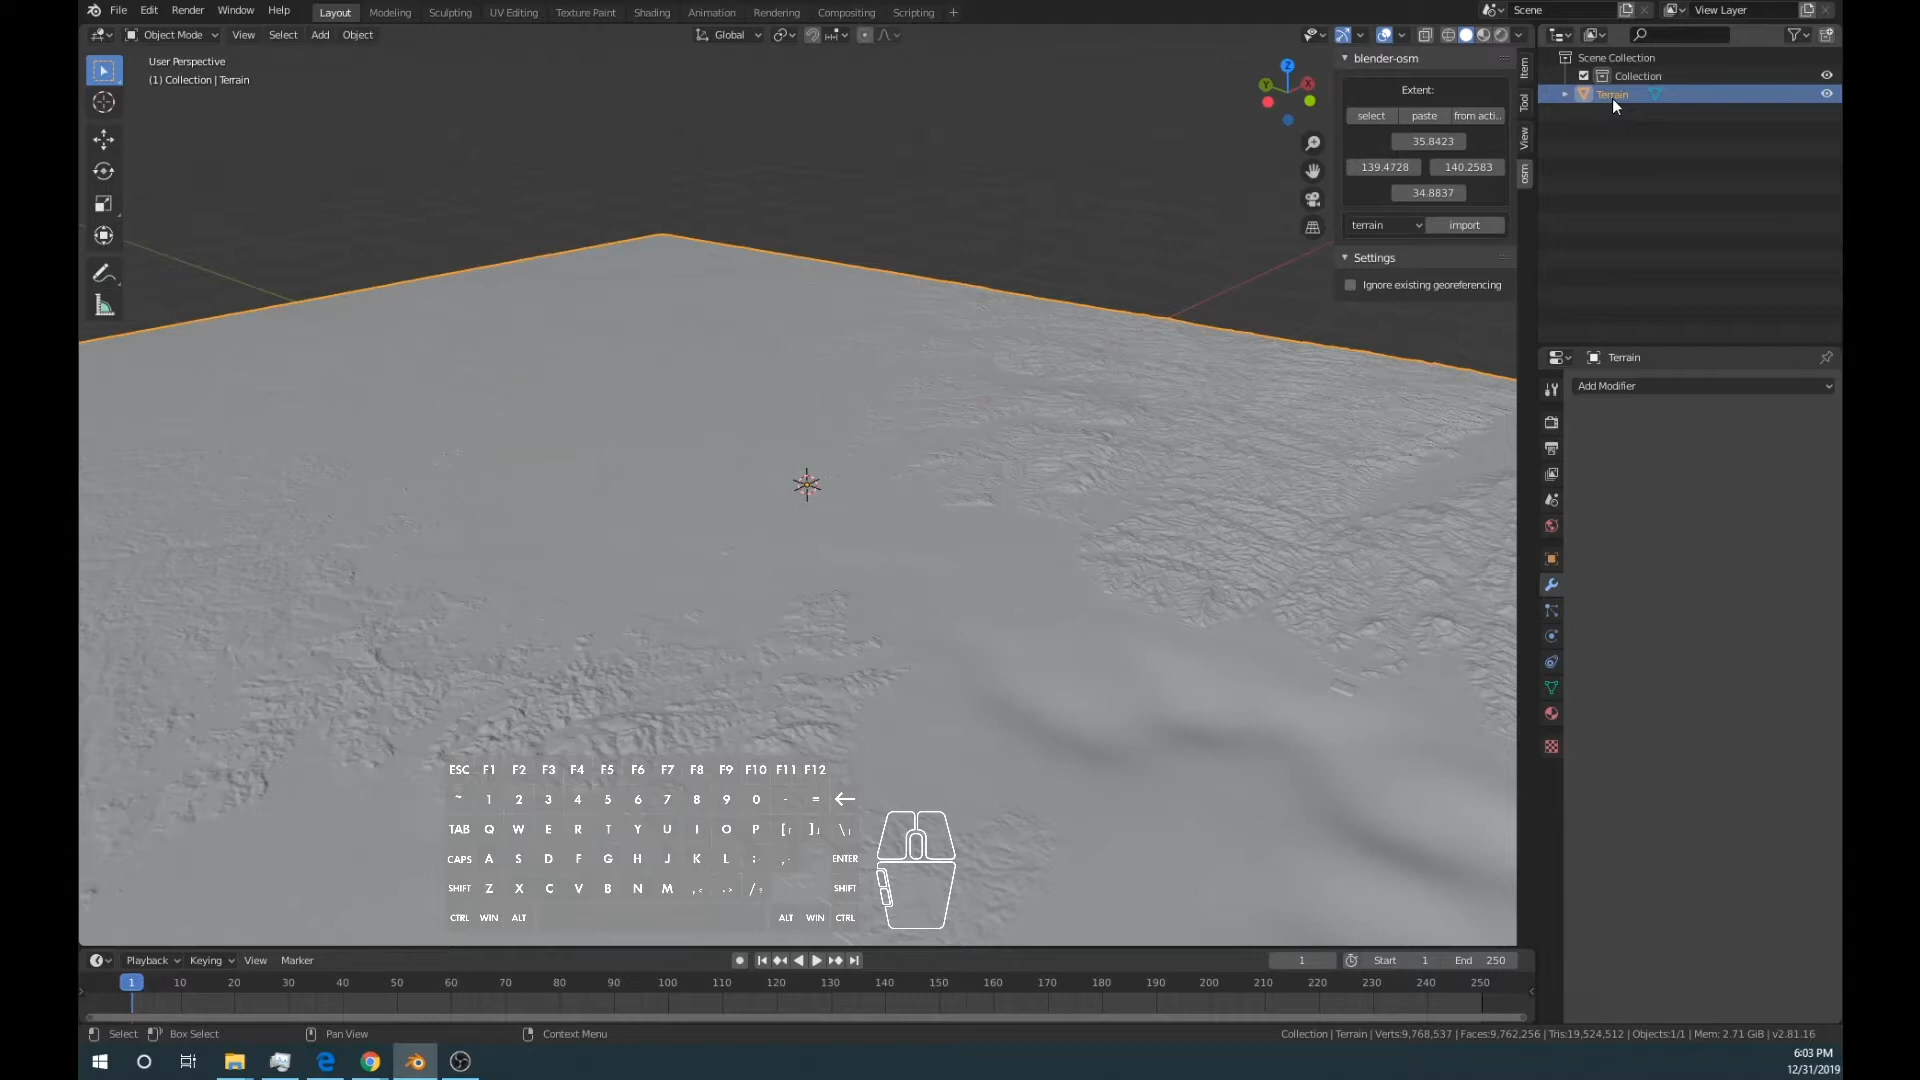 File Edit Render Window Help Layout Modeling Sculpting UV Editing Texture Paint Shading Animation Rendering Compositing Scripting + Scene View Layer
Object Mode View Select Add Object Global
User Perspective
(1) Collection | Terrain
blender-osm
Extent:
select paste from acti..
35.8423
139.4728 140.2583
34.8837
terrain import
Settings
Ignore existing georeferencing
Item
Tool
View
osm
X
Y
Z
Scene Collection
Collection
Terrain
Terrain
Add Modifier
ESC F1 F2 F3 F4 F5 F6 F7 F8 F9 F10 F11 F12
~ 1 2 3 4 5 6 7 8 9 0 - =
TAB Q W E R T Y U I O P [ ] \
CAPS A S D F G H J K L ; ENTER
SHIFT Z X C V B N M , . / SHIFT
CTRL WIN ALT ALT WIN CTRL
Playback Keying View Marker 1 Start 1 End 250
1 10 20 30 40 50 60 70 80 90 100 110 120 130 140 150 160 170 180 190 200 210 220 230 240 250
Select Box Select Pan View Context Menu Collection | Terrain | Verts:9,768,537 | Faces:9,762,256 | Tris:19,524,512 | Objects:1/1 | Mem: 2.71 GiB | v2.81.16
6:03 PM
12/31/2019